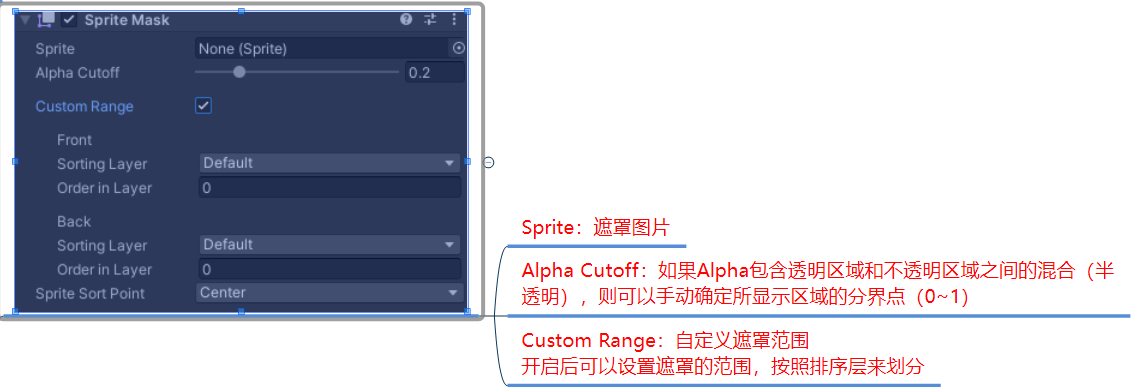 Sprite Mask
Sprite None (Sprite)
Alpha Cutoff 0.2
Custom Range
Front
Sorting Layer Default
Order in Layer 0
Back
Sorting Layer Default
Order in Layer 0
Sprite Sort Point Center
Sprite：遮罩图片
Alpha Cutoff：如果Alpha包含透明区域和不透明区域之间的混合（半
透明），则可以手动确定所显示区域的分界点（0~1）
Custom Range：自定义遮罩范围
开启后可以设置遮罩的范围，按照排序层来划分